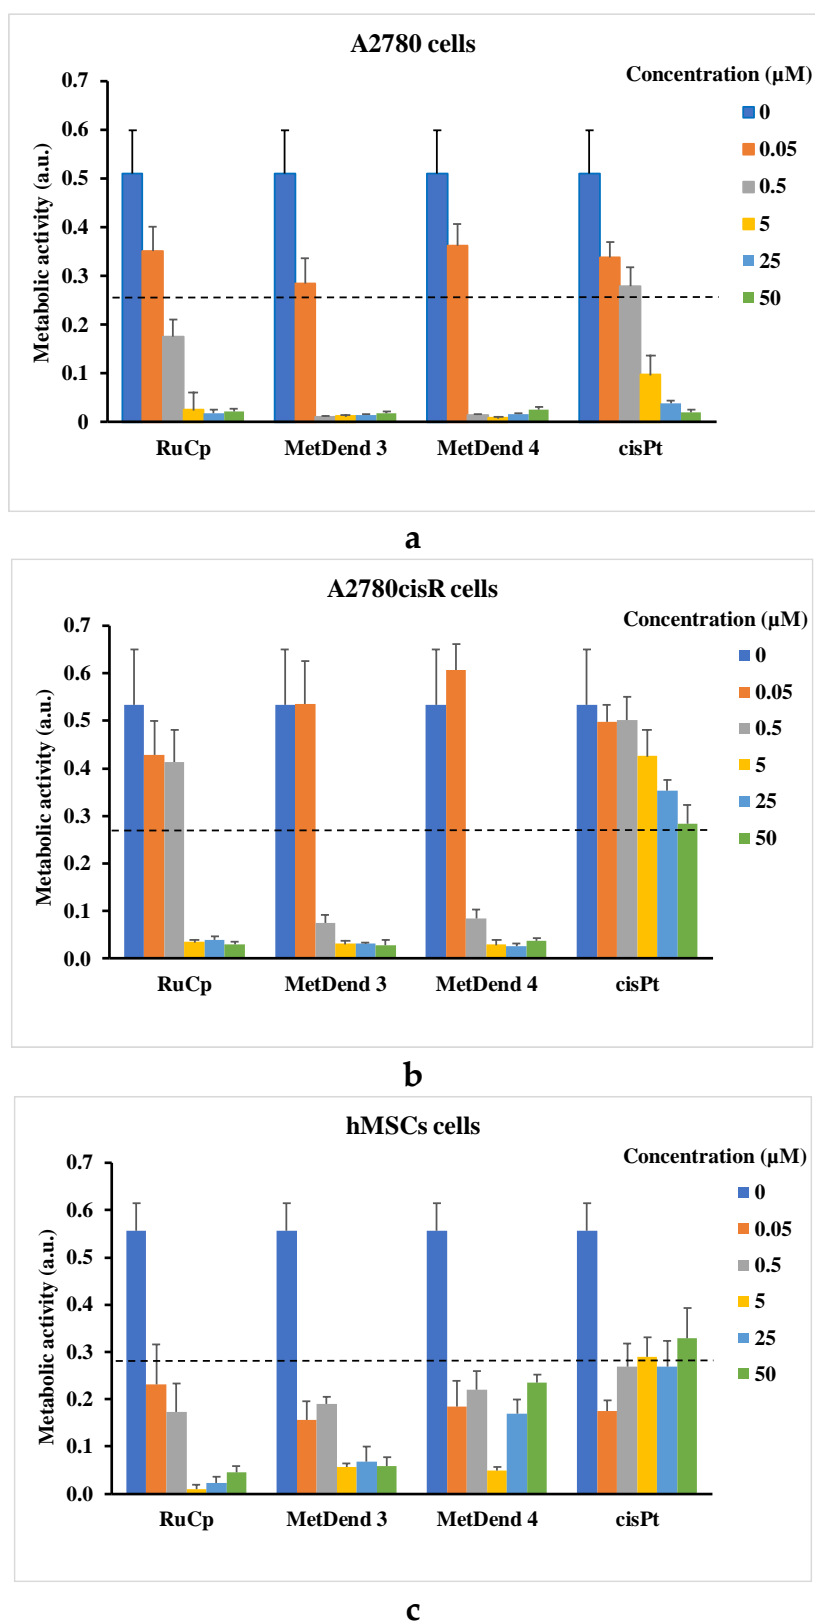 A2780 cells
Concentration (µM)
0
0.05
0.5
5
25
50
Metabolic activity (a.u.)
0.7
0.6
0.5
0.4
0.3
0.2
0.1
0
RuCp MetDend 3 MetDend 4 cisPt
a
A2780cisR cells
Concentration (µM)
0
0.05
0.5
5
25
50
Metabolic activity (a.u.)
0.7
0.6
0.5
0.4
0.3
0.2
0.1
0.0
RuCp MetDend 3 MetDend 4 cisPt
b
hMSCs cells
Concentration (µM)
0
0.05
0.5
5
25
50
Metabolic activity (a.u.)
0.7
0.6
0.5
0.4
0.3
0.2
0.1
0.0
RuCp MetDend 3 MetDend 4 cisPt
c